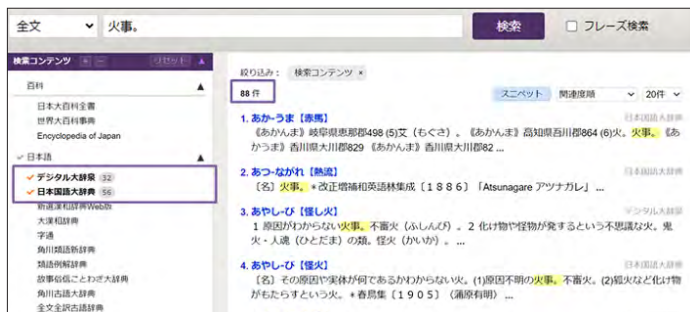 全文 火事。 検索 フレーズ検索
検索コンテンツ リセット
百科
日本大百科全書
世界大百科事典
Encyclopedia of Japan
日本語
デジタル大辞泉 32
日本国語大辞典 56
新選漢和辞典Web版
大漢和辞典
字通
角川類語新辞典
類語例解辞典
故事俗信ことわざ大辞典
角川古語大辞典
全文全訳古語辞典
絞り込み: 検索コンテンツ ×
88 件
スニペット 関連度順 20件
1. あか‐うま【赤馬】 日本国語大辞典
《あかんま》岐阜県恵那郡498 (5)艾(もぐさ)。《あかんま》高知県吾川郡864 (6)火。火事。《あ
かうま》香川県大川郡829 《あかんま》香川県大川郡82 ...
2. あつ‐ながれ【熱流】 日本国語大辞典
〔名〕火事。＊改正増補和英語林集成〔1886〕「Atsunagare アツナガレ」 ...
3. あやし‐び【怪し火】 デジタル大辞泉
1 原因がわからない火事。不審火(ふしんび)。2 化け物や怪物が発するという不思議な火。鬼
火・人魂(ひとだま)の類。怪火(かいか)。 ...
4. あやし‐び【怪火】 日本国語大辞典
〔名〕その原因や実体が何であるかわからない火。(1)原因不明の火事。不審火。(2)狐火など化け物
がもたらすという火。＊春鳥集〔1905〕〈蒲原有明〉 ...